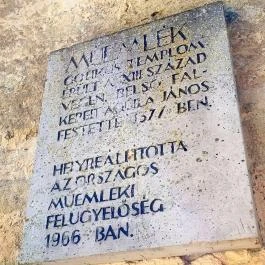 MŰEMLÉK
GÓTIKUS TEMPLOM
ÉPÜLT A XIII. SZÁZAD
VÉGÉN. BELSŐ FAL-
KÉPEIT AQUILA JÁNOS
FESTETTE 1377-BEN.
HELYREÁLLÍTOTTA
AZ ORSZÁGOS
MŰEMLÉKI
FELÜGYELŐSÉG
1966-BAN.